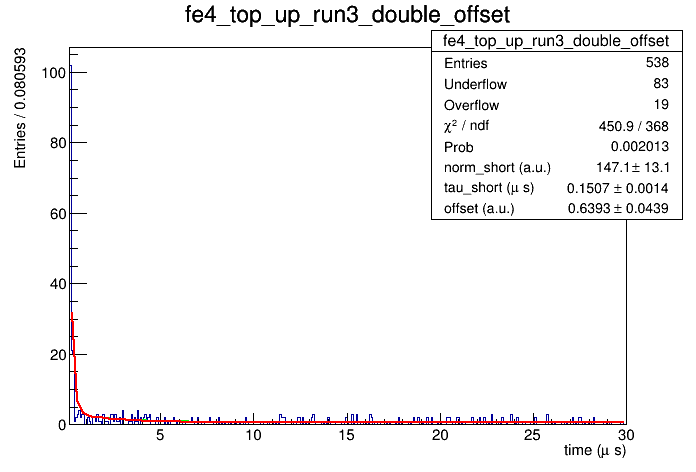 fe4_top_up_run3_double_offset
fe4_top_up_run3_double_offset
Entries 538
Underflow 83
Overflow 19
χ² / ndf 450.9 / 368
Prob 0.002013
norm_short (a.u.) 147.1 ± 13.1
tau_short (μ s) 0.1507 ± 0.0014
offset (a.u.) 0.6393 ± 0.0439
Entries / 0.080593
100
80
60
40
20
0
5 10 15 20 25 30
time (μ s)